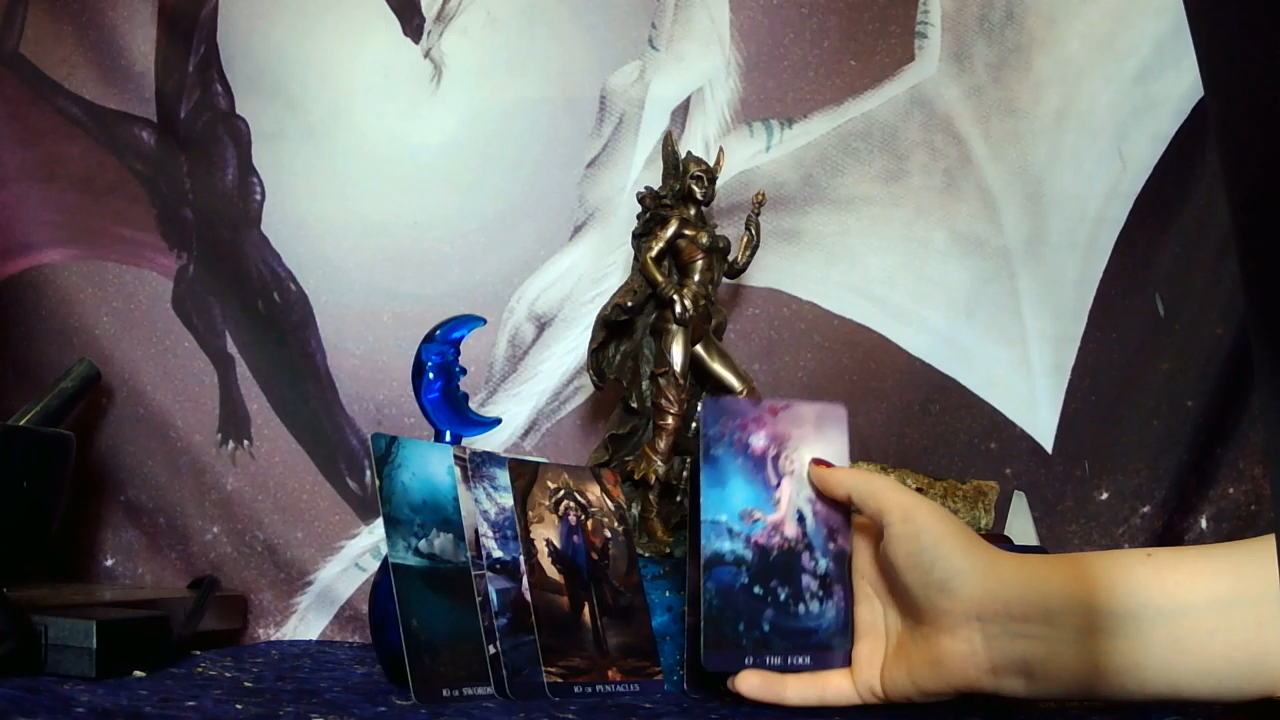 10 OF SWORDS
10 OF PENTACLES
0 · THE FOOL